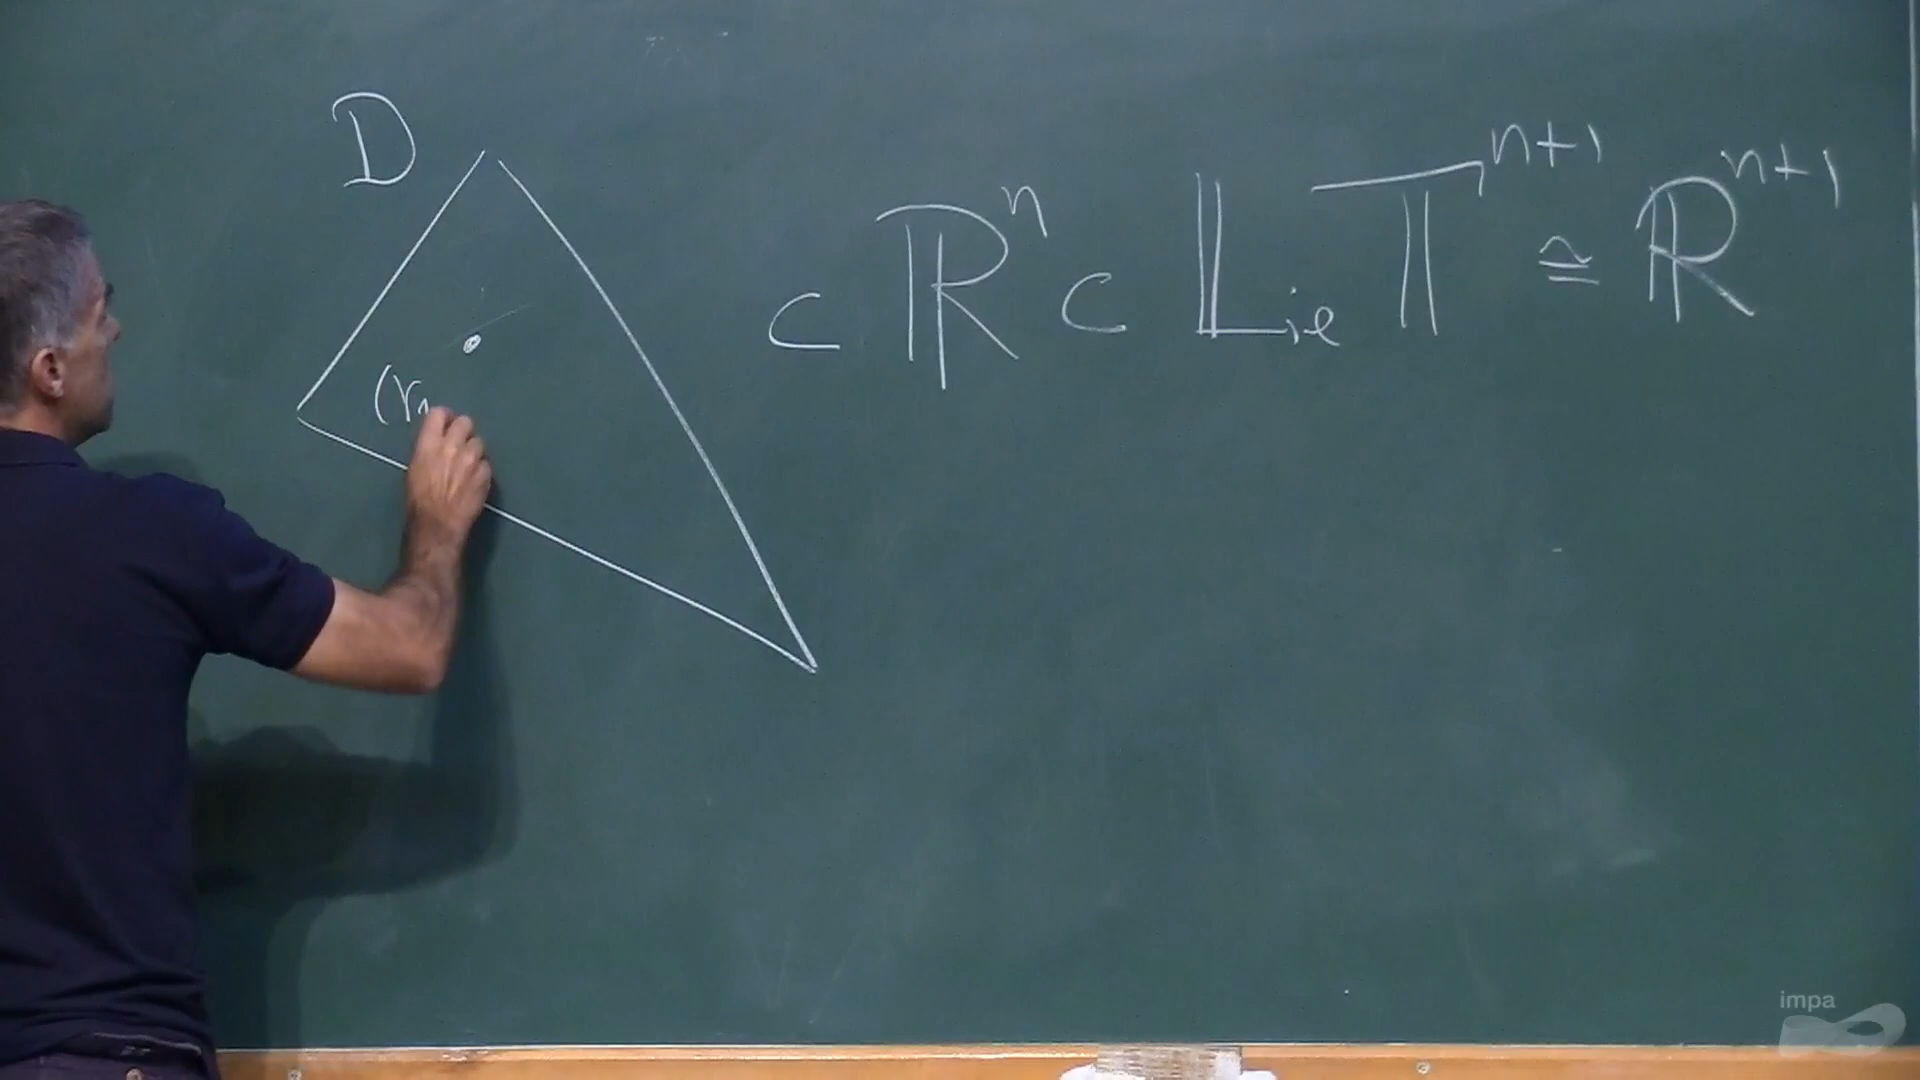 D ⊂ ℝⁿ ⊂ Lie 𝕋ⁿ⁺¹ ≅ ℝⁿ⁺¹
(r₁
impa